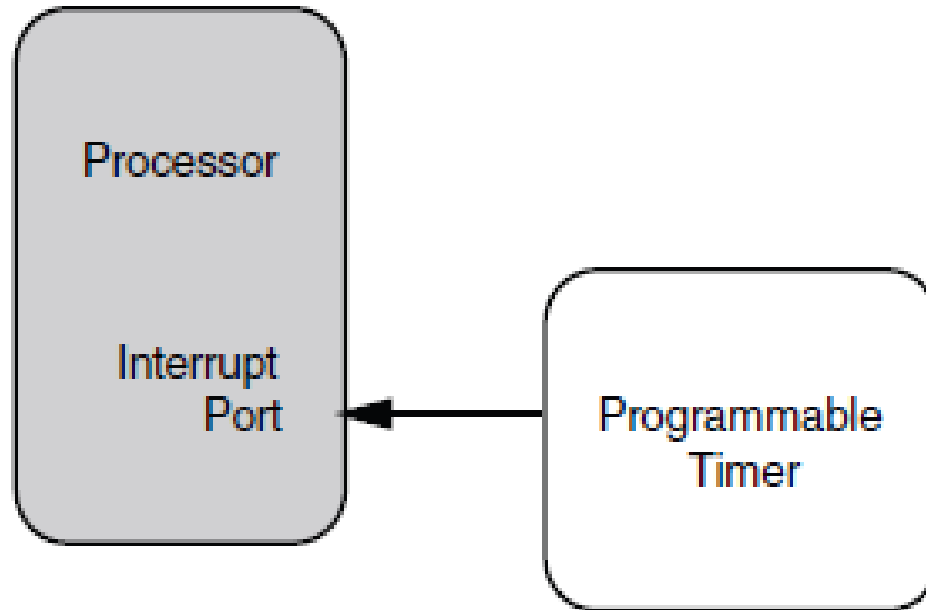 Processor
Interrupt
Port
Programmable
Timer